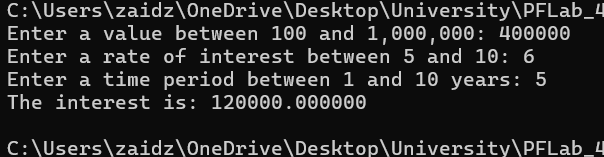 C:\Users\zaidz\OneDrive\Desktop\University\PFLab_4
Enter a value between 100 and 1,000,000: 400000
Enter a rate of interest between 5 and 10: 6
Enter a time period between 1 and 10 years: 5
The interest is: 120000.000000
C:\Users\zaidz\OneDrive\Desktop\University\PFLab_4